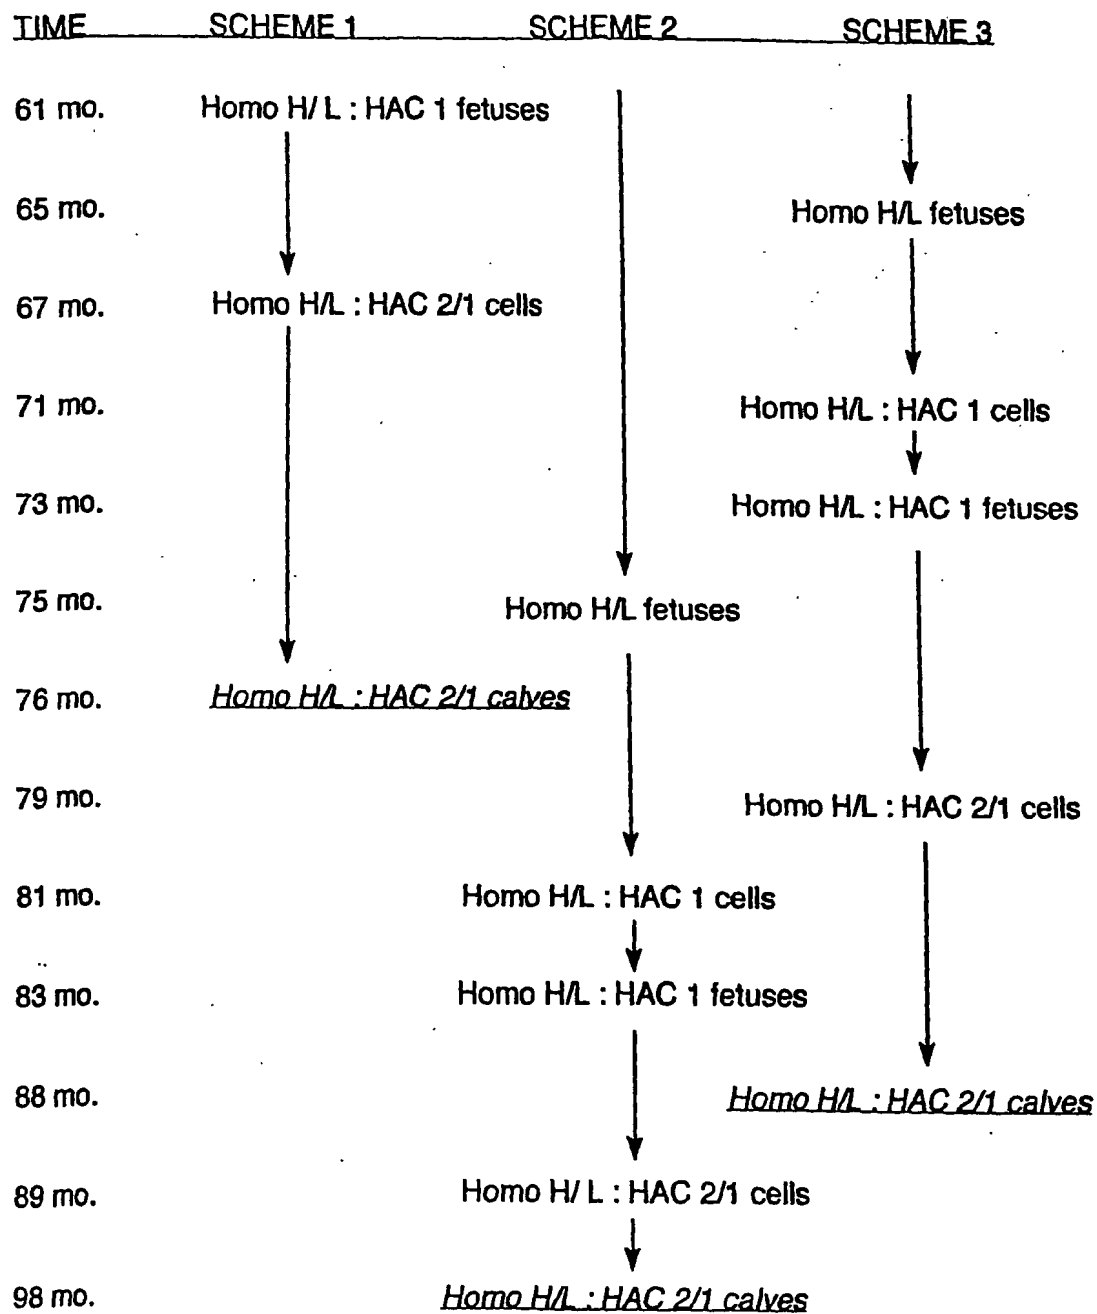 TIME SCHEME 1 SCHEME 2 SCHEME 3
61 mo. Homo H/ L : HAC 1 fetuses
65 mo. Homo H/L fetuses
67 mo. Homo H/L : HAC 2/1 cells
71 mo. Homo H/L : HAC 1 cells
73 mo. Homo H/L : HAC 1 fetuses
75 mo. Homo H/L fetuses
76 mo. Homo H/L : HAC 2/1 calves
79 mo. Homo H/L : HAC 2/1 cells
81 mo. Homo H/L : HAC 1 cells
83 mo. Homo H/L : HAC 1 fetuses
88 mo. Homo H/L : HAC 2/1 calves
89 mo. Homo H/ L : HAC 2/1 cells
98 mo. Homo H/L : HAC 2/1 calves